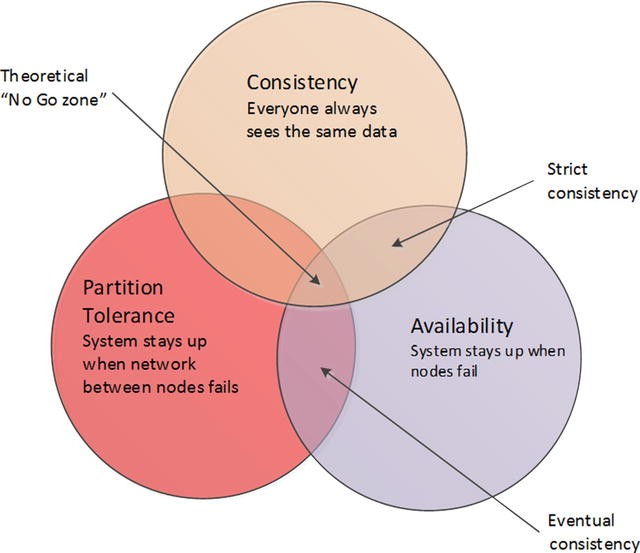 Theoretical
“No Go zone”
Consistency
Everyone always
sees the same data
Strict
consistency
Partition
Tolerance
System stays up
when network
between nodes fails
Availability
System stays up when
nodes fail
Eventual
consistency